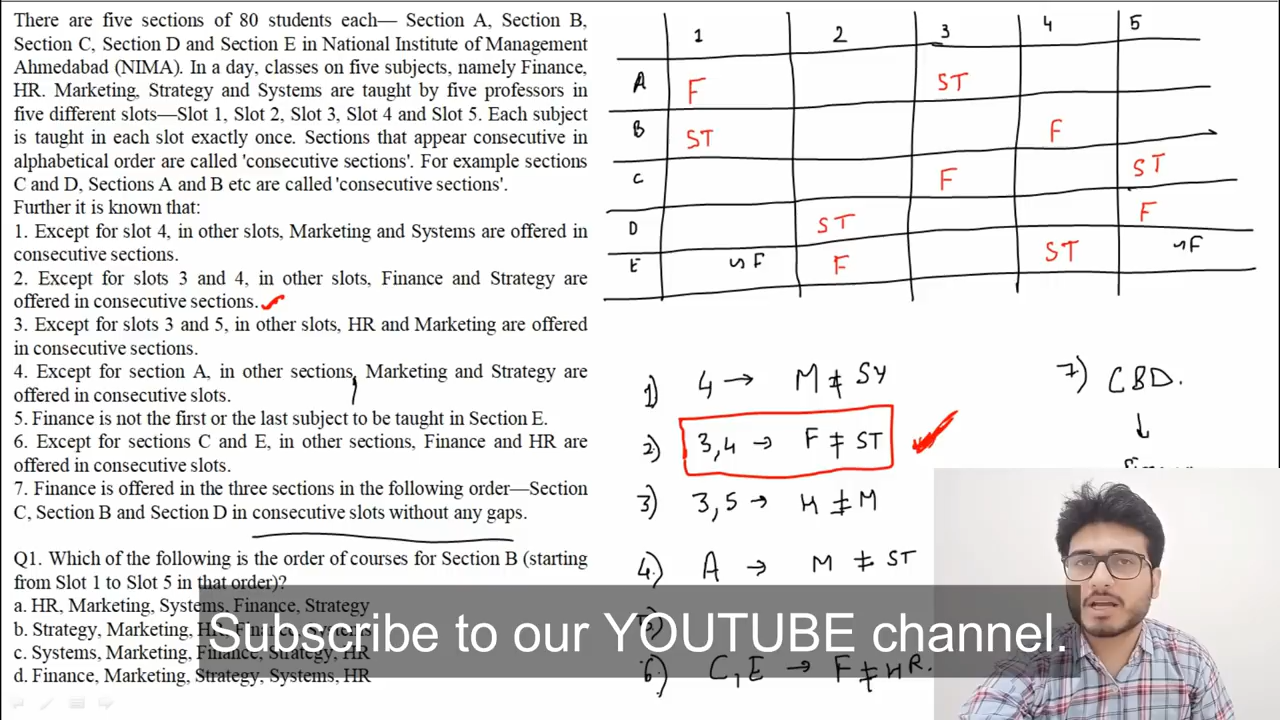 There are five sections of 80 students each— Section A, Section B,
Section C, Section D and Section E in National Institute of Management
Ahmedabad (NIMA). In a day, classes on five subjects, namely Finance,
HR. Marketing, Strategy and Systems are taught by five professors in
five different slots—Slot 1, Slot 2, Slot 3, Slot 4 and Slot 5. Each subject
is taught in each slot exactly once. Sections that appear consecutive in
alphabetical order are called 'consecutive sections'. For example sections
C and D, Sections A and B etc are called 'consecutive sections'.
Further it is known that:
1. Except for slot 4, in other slots, Marketing and Systems are offered in
consecutive sections.
2. Except for slots 3 and 4, in other slots, Finance and Strategy are
offered in consecutive sections.
3. Except for slots 3 and 5, in other slots, HR and Marketing are offered
in consecutive sections.
4. Except for section A, in other sections, Marketing and Strategy are
offered in consecutive slots.
5. Finance is not the first or the last subject to be taught in Section E.
6. Except for sections C and E, in other sections, Finance and HR are
offered in consecutive slots.
7. Finance is offered in the three sections in the following order—Section
C, Section B and Section D in consecutive slots without any gaps.
Q1. Which of the following is the order of courses for Section B (starting
from Slot 1 to Slot 5 in that order)?
a. HR, Marketing, Systems, Finance, Strategy
b. Strategy, Marketing, HR, Finance, Systems
c. Systems, Marketing, Finance, Strategy, HR
d. Finance, Marketing, Strategy, Systems, HR
1 2 3 4 5
A F ST
B ST F
C F ST
D ST F
E ~F F ST ~F
1) 4 → M ≠ SY
2) 3,4 → F ≠ ST
3) 3,5 → H ≠ M
4) A → M ≠ ST
5)
6) C, E → F ≠ HR.
7) CBD.
↓
Subscribe to our YOUTUBE channel.